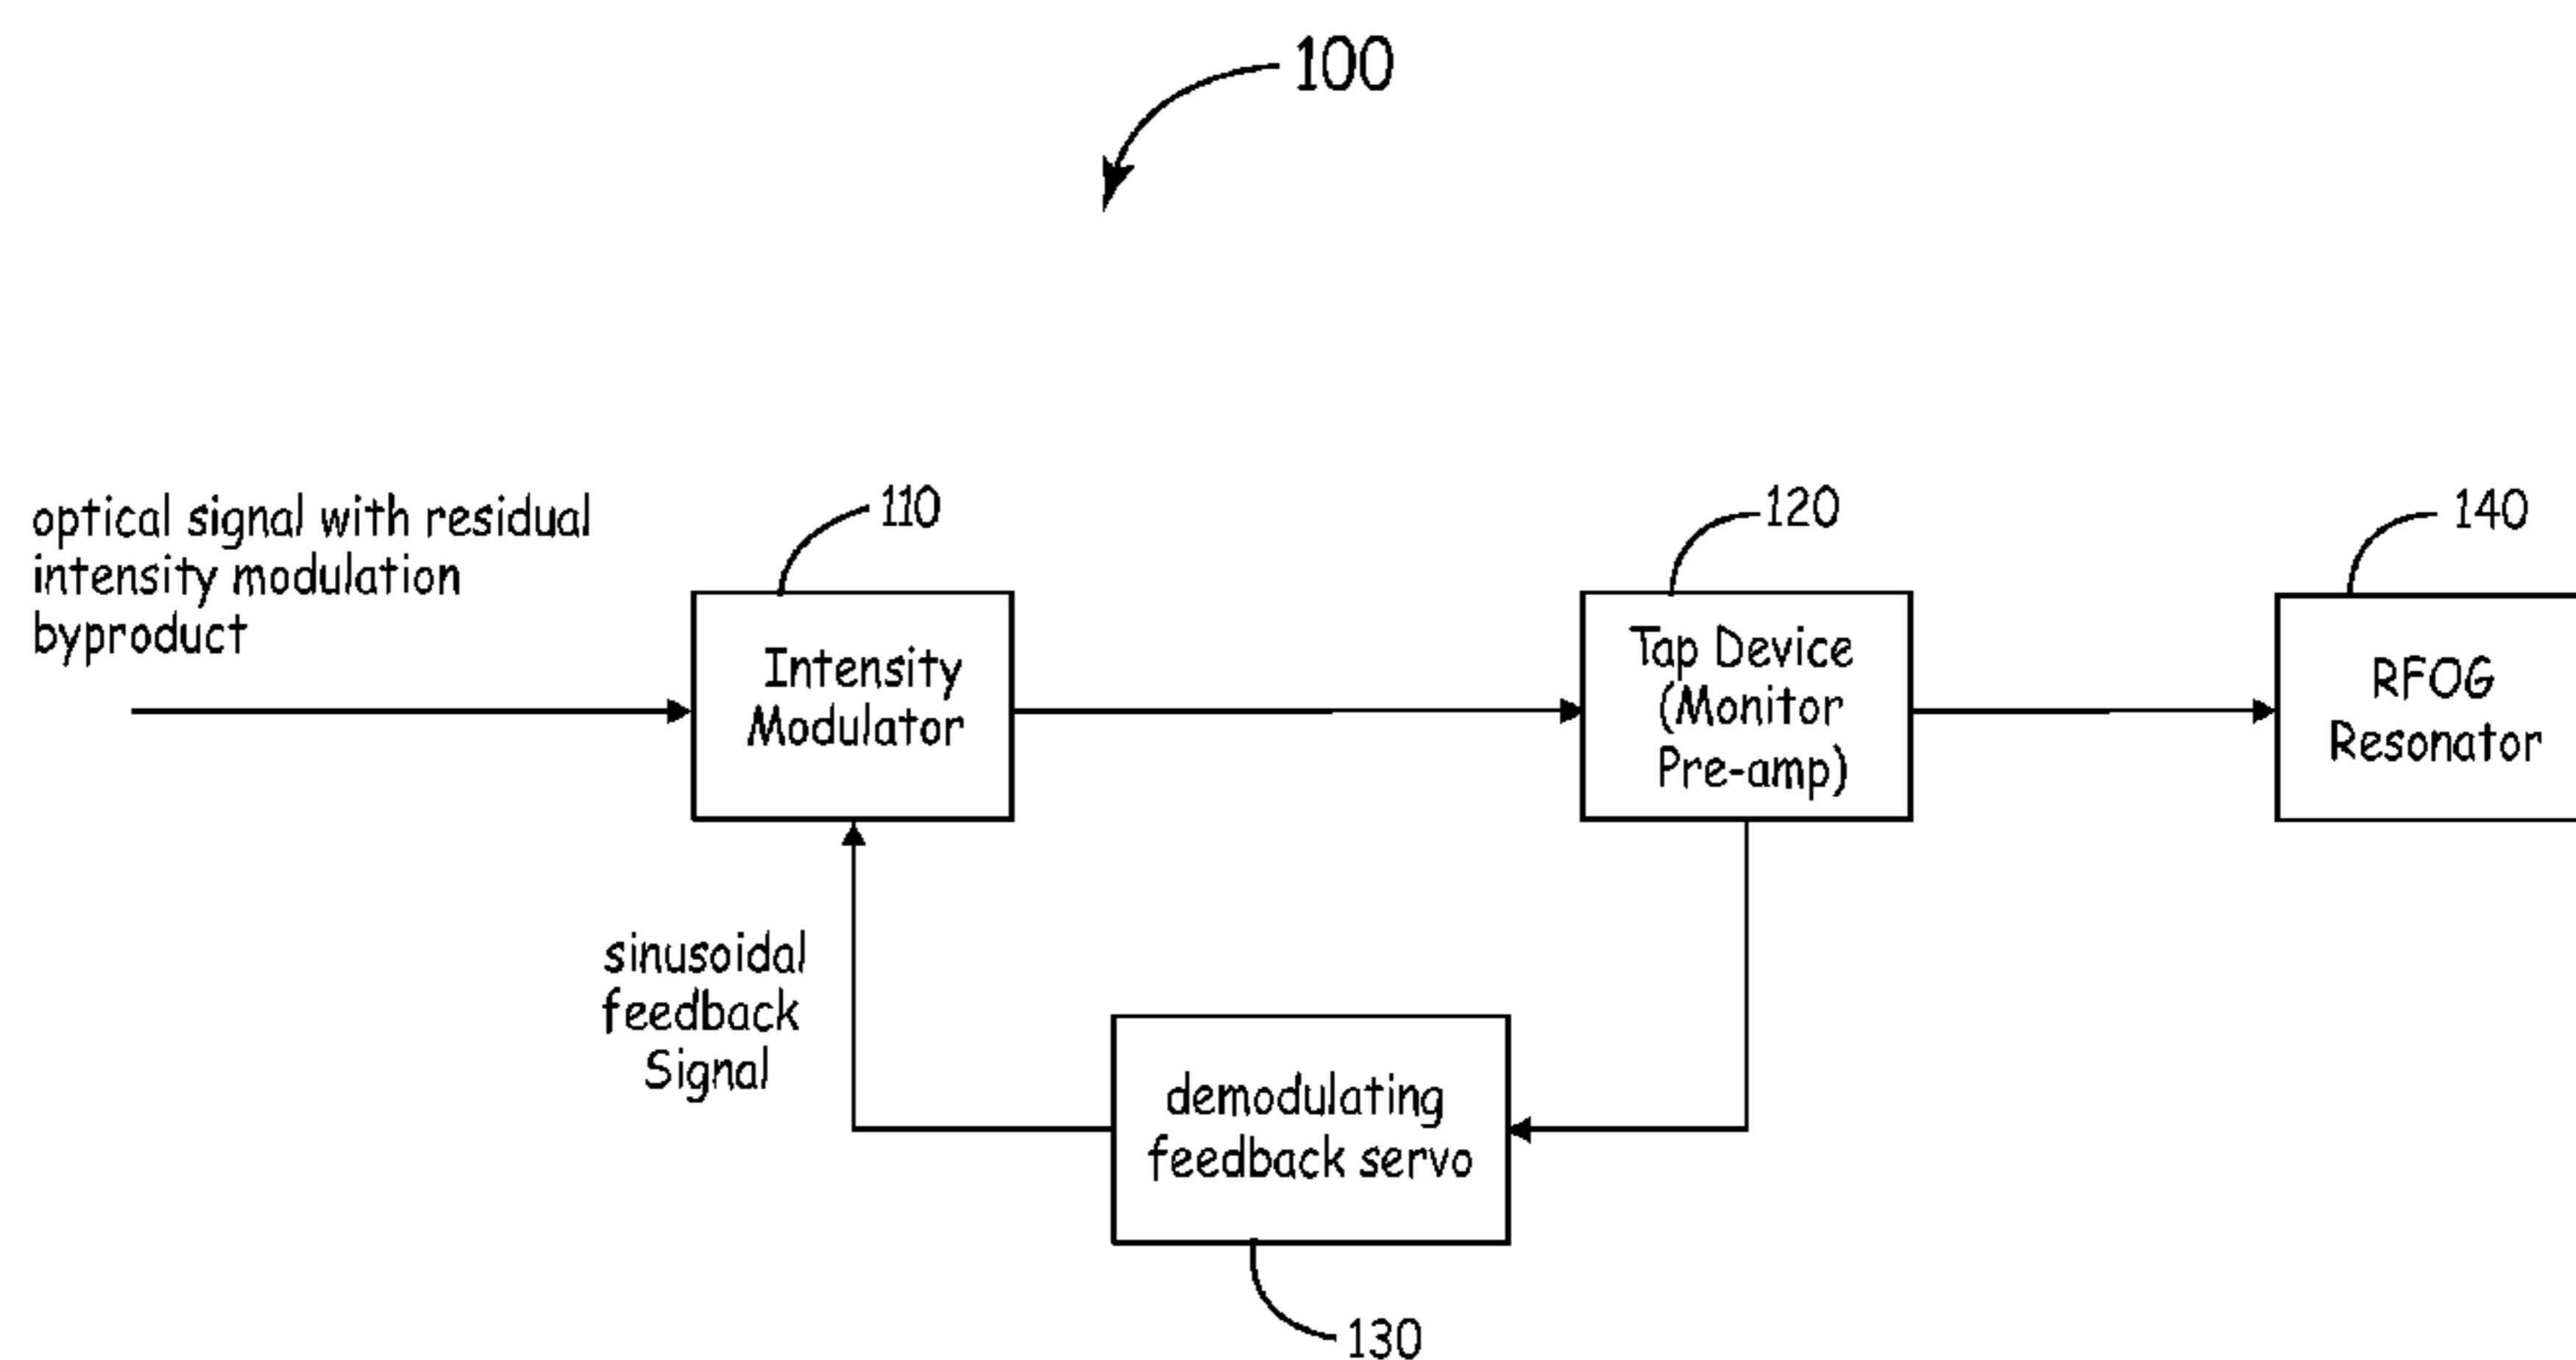 100
optical signal with residual
intensity modulation
byproduct
110
Intensity
Modulator
120
Tap Device
(Monitor
Pre-amp)
140
RFOG
Resonator
sinusoidal
feedback
Signal
demodulating
feedback servo
130